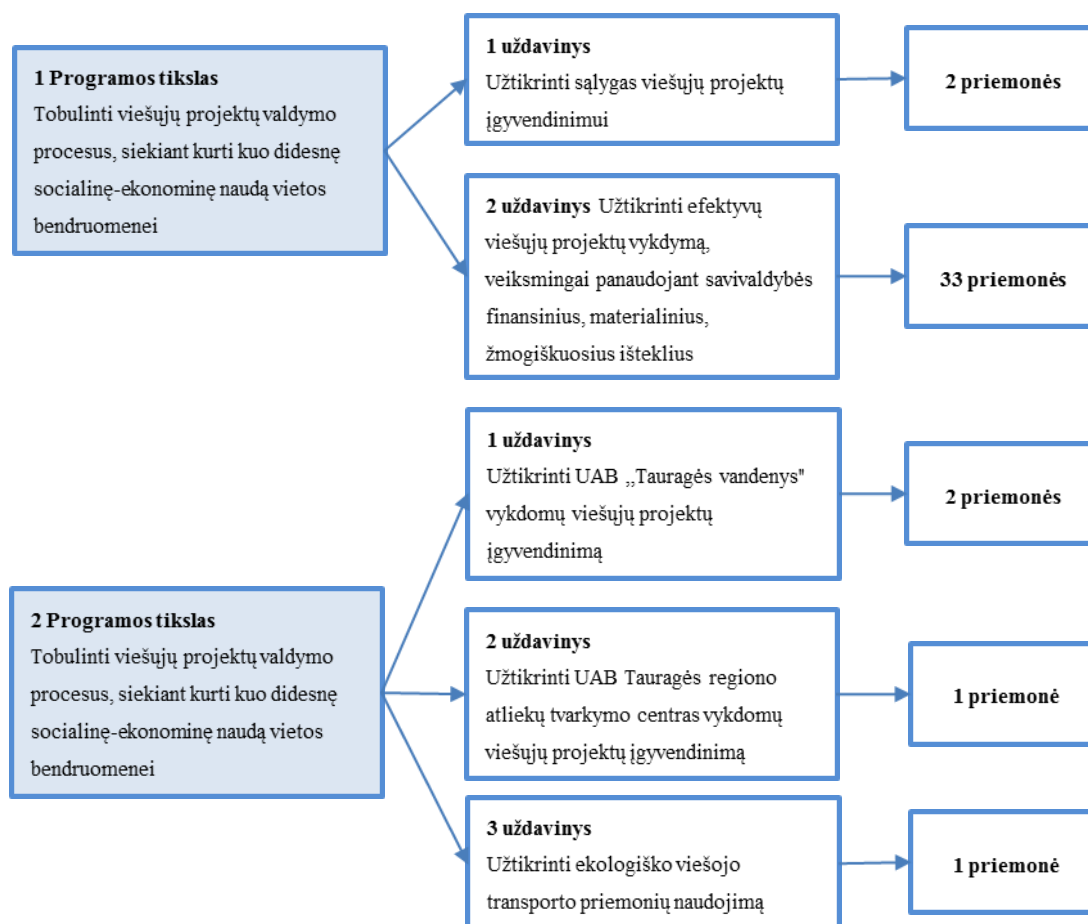 1 Programos tikslas
Tobulinti viešųjų projektų valdymo
procesus, siekiant kurti kuo didesnę
socialinę-ekonominę naudą vietos
bendruomenei
1 uždavinys
Užtikrinti sąlygas viešųjų projektų
įgyvendinimui
2 priemonės
2 uždavinys Užtikrinti efektyvų
viešųjų projektų vykdymą,
veiksmingai panaudojant savivaldybės
finansinius, materialinius,
žmogiškuosius išteklius
33 priemonės
2 Programos tikslas
Tobulinti viešųjų projektų valdymo
procesus, siekiant kurti kuo didesnę
socialinę-ekonominę naudą vietos
bendruomenei
1 uždavinys
Užtikrinti UAB ,,Tauragės vandenys"
vykdomų viešųjų projektų
įgyvendinimą
2 priemonės
2 uždavinys
Užtikrinti UAB Tauragės regiono
atliekų tvarkymo centras vykdomų
viešųjų projektų įgyvendinimą
1 priemonė
3 uždavinys
Užtikrinti ekologiško viešojo
transporto priemonių naudojimą
1 priemonė